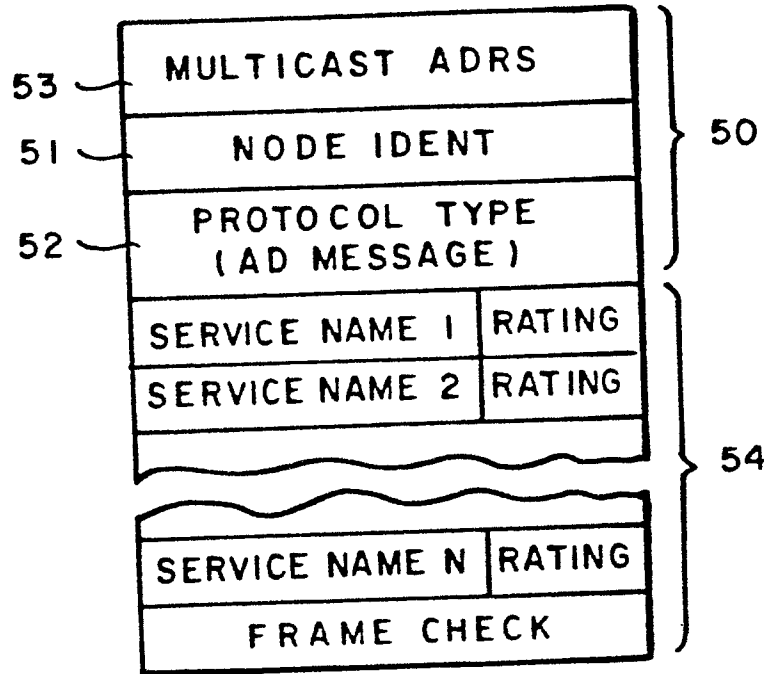 53 MULTICAST ADRS
51 NODE IDENT 50
52 PROTOCOL TYPE
(AD MESSAGE)
SERVICE NAME 1 RATING
SERVICE NAME 2 RATING
54
SERVICE NAME N RATING
FRAME CHECK